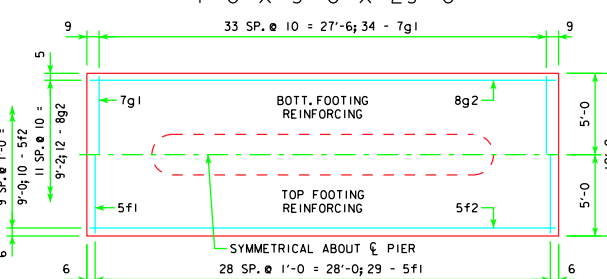 9
33 SP. @ 10 = 27'-6; 34 - 7g1
9
5
7g1
BOTT. FOOTING
REINFORCING
8g2
9 SP. @ 1'-0 =
9'-0; 10 - 5f2
11 SP. @ 10 =
9'-2; 12 - 8g2
5'-0
5'-0
5f1
TOP FOOTING
REINFORCING
5f2
SYMMETRICAL ABOUT ℄ PIER
6
6
28 SP. @ 1'-0 = 28'-0; 29 - 5f1
6